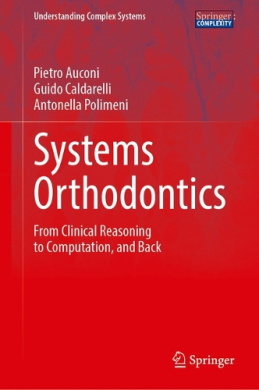 Understanding Complex Systems
Springer :
COMPLEXITY
Pietro Auconi
Guido Caldarelli
Antonella Polimeni
Systems
Orthodontics
From Clinical Reasoning
to Computation, and Back
Springer